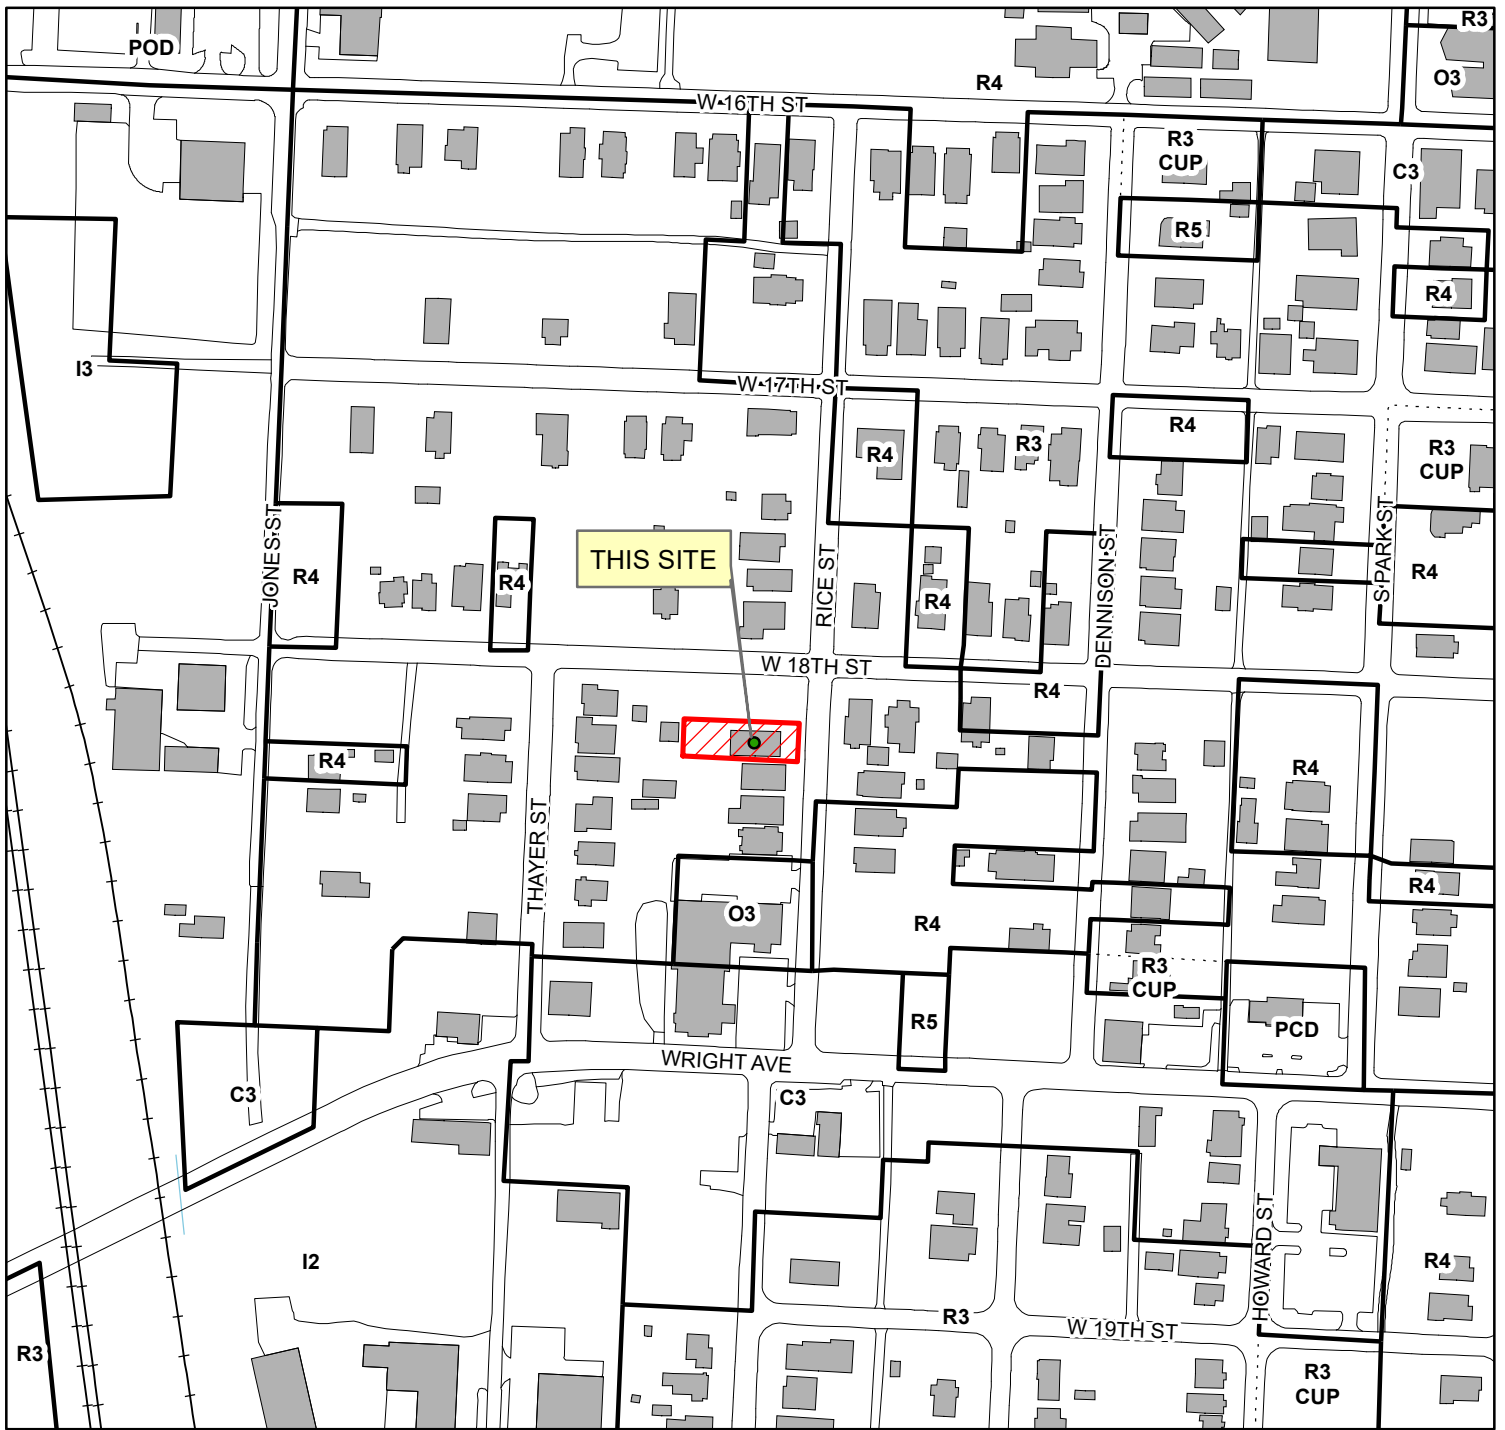 R3
POD
O3
R4
W 16TH ST
R3
CUP
C3
R5
R4
I3
W 17TH ST
R4
R3
R4
R3
CUP
S PARK ST
JONES ST
DENNISON ST
THIS SITE
RICE ST
R4
R4
R4
R4
W 18TH ST
R4
R4
R4
THAYER ST
R4
O3
R4
R3
CUP
R5
PCD
WRIGHT AVE
C3
C3
HOWARD ST
I2
R4
R3
W 19TH ST
R3
R3
CUP